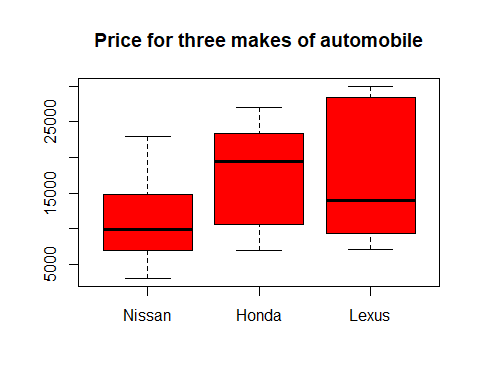 Price for three makes of automobile
25000
15000
5000
Nissan Honda Lexus